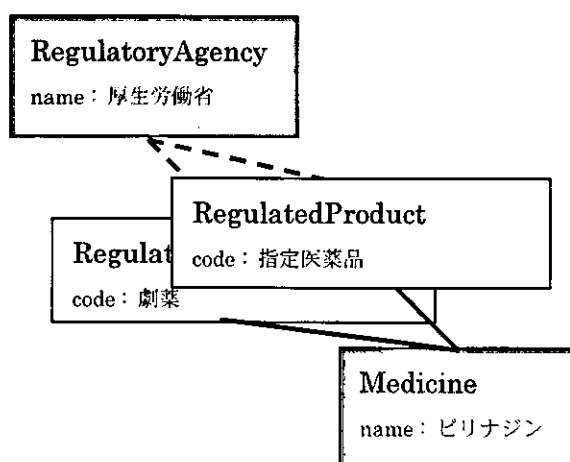 RegulatoryAgency
name：厚生労働省
RegulatedProduct
code：指定医薬品
Regulat
code：劇薬
Medicine
name：ピリナジン